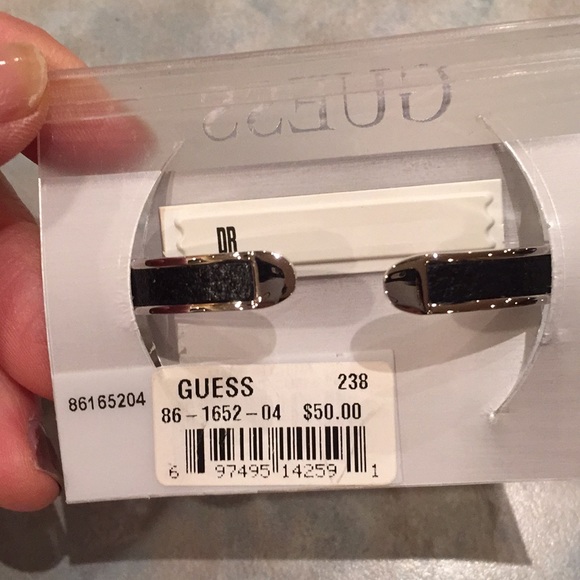 GUESS
DR
86165204
GUESS 238
86-1652-04 $50.00
6 97495 14259 1